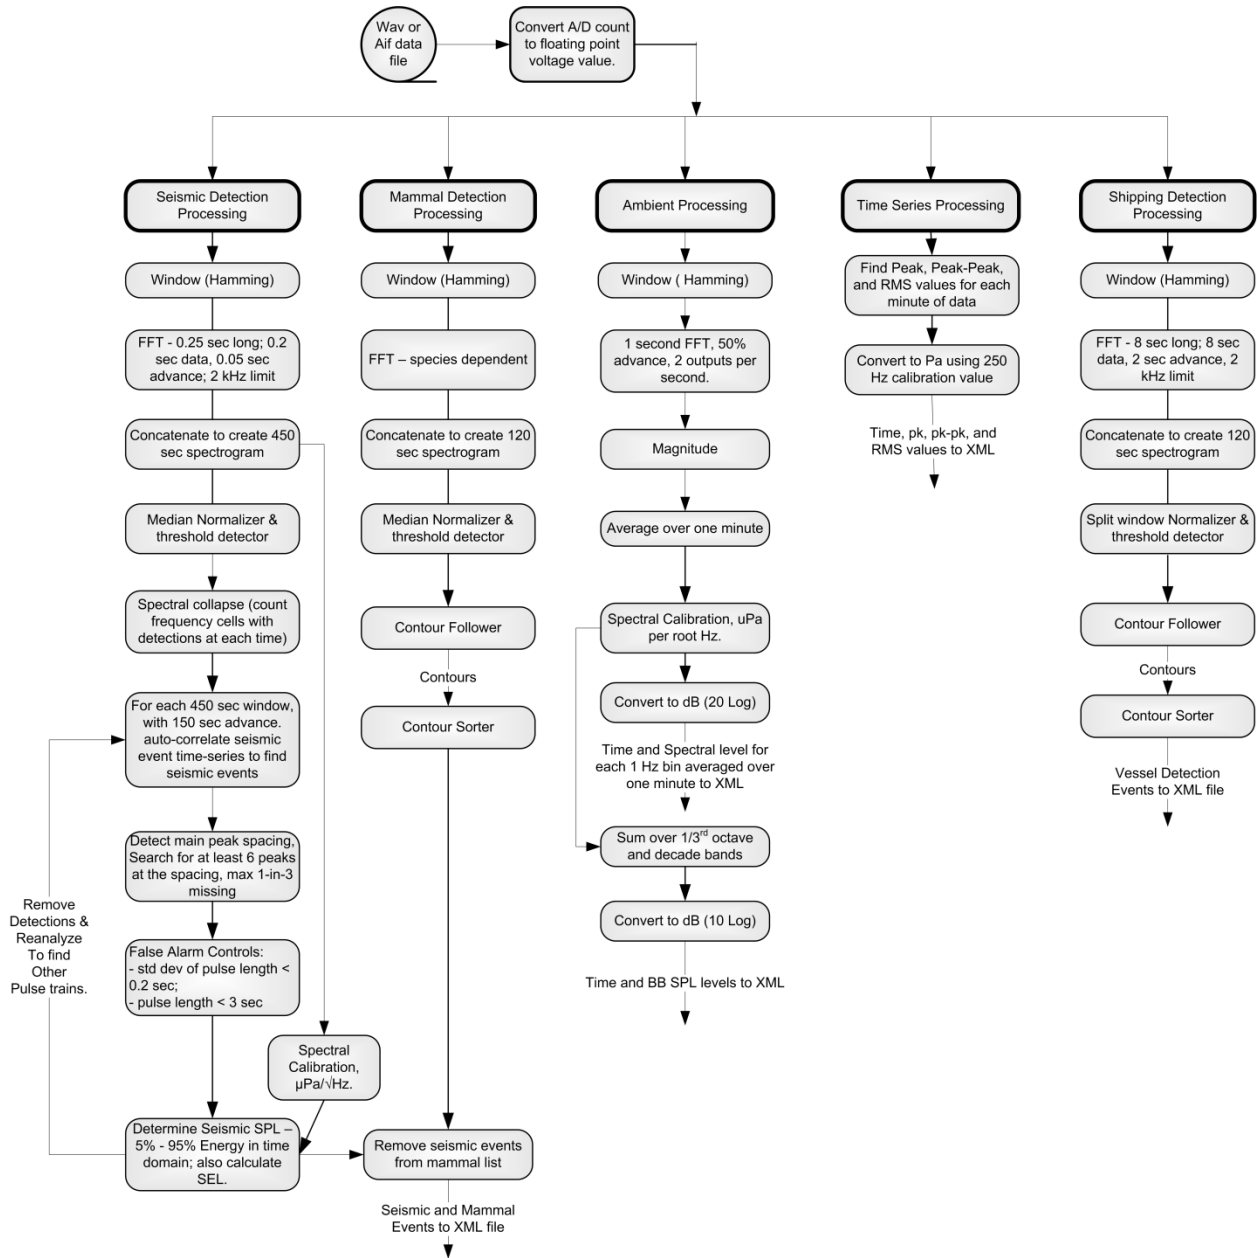 Wav or
Aif data
file
Convert A/D count
to floating point
voltage value.
Seismic Detection
Processing
Window (Hamming)
FFT - 0.25 sec long; 0.2
sec data, 0.05 sec
advance; 2 kHz limit
Concatenate to create 450
sec spectrogram
Median Normalizer &
threshold detector
Spectral collapse (count
frequency cells with
detections at each time)
For each 450 sec window,
with 150 sec advance.
auto-correlate seismic
event time-series to find
seismic events
Detect main peak spacing,
Search for at least 6 peaks
at the spacing, max 1-in-3
missing
False Alarm Controls:
- std dev of pulse length <
0.2 sec;
- pulse length < 3 sec
Remove
Detections &
Reanalyze
To find
Other
Pulse trains.
Spectral
Calibration,
µPa/√Hz.
Determine Seismic SPL –
5% - 95% Energy in time
domain; also calculate
SEL.
Mammal Detection
Processing
Window (Hamming)
FFT – species dependent
Concatenate to create 120
sec spectrogram
Median Normalizer &
threshold detector
Contour Follower
Contours
Contour Sorter
Remove seismic events
from mammal list
Seismic and Mammal
Events to XML file
Ambient Processing
Window ( Hamming)
1 second FFT, 50%
advance, 2 outputs per
second.
Magnitude
Average over one minute
Spectral Calibration, uPa
per root Hz.
Convert to dB (20 Log)
Time and Spectral level for
each 1 Hz bin averaged over
one minute to XML
Sum over 1/3rd octave
and decade bands
Convert to dB (10 Log)
Time and BB SPL levels to XML
Time Series Processing
Find Peak, Peak-Peak,
and RMS values for each
minute of data
Convert to Pa using 250
Hz calibration value
Time, pk, pk-pk, and
RMS values to XML
Shipping Detection
Processing
Window (Hamming)
FFT - 8 sec long; 8 sec
data, 2 sec advance, 2
kHz limit
Concatenate to create 120
sec spectrogram
Split window Normalizer &
threshold detector
Contour Follower
Contours
Contour Sorter
Vessel Detection
Events to XML file